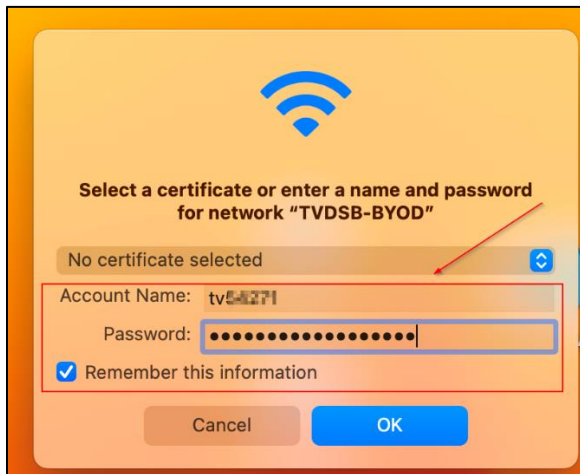 Select a certificate or enter a name and password
for network “TVDSB-BYOD”
No certificate selected
Account Name: tv
Password: ••••••••••••••••••
Remember this information
Cancel OK